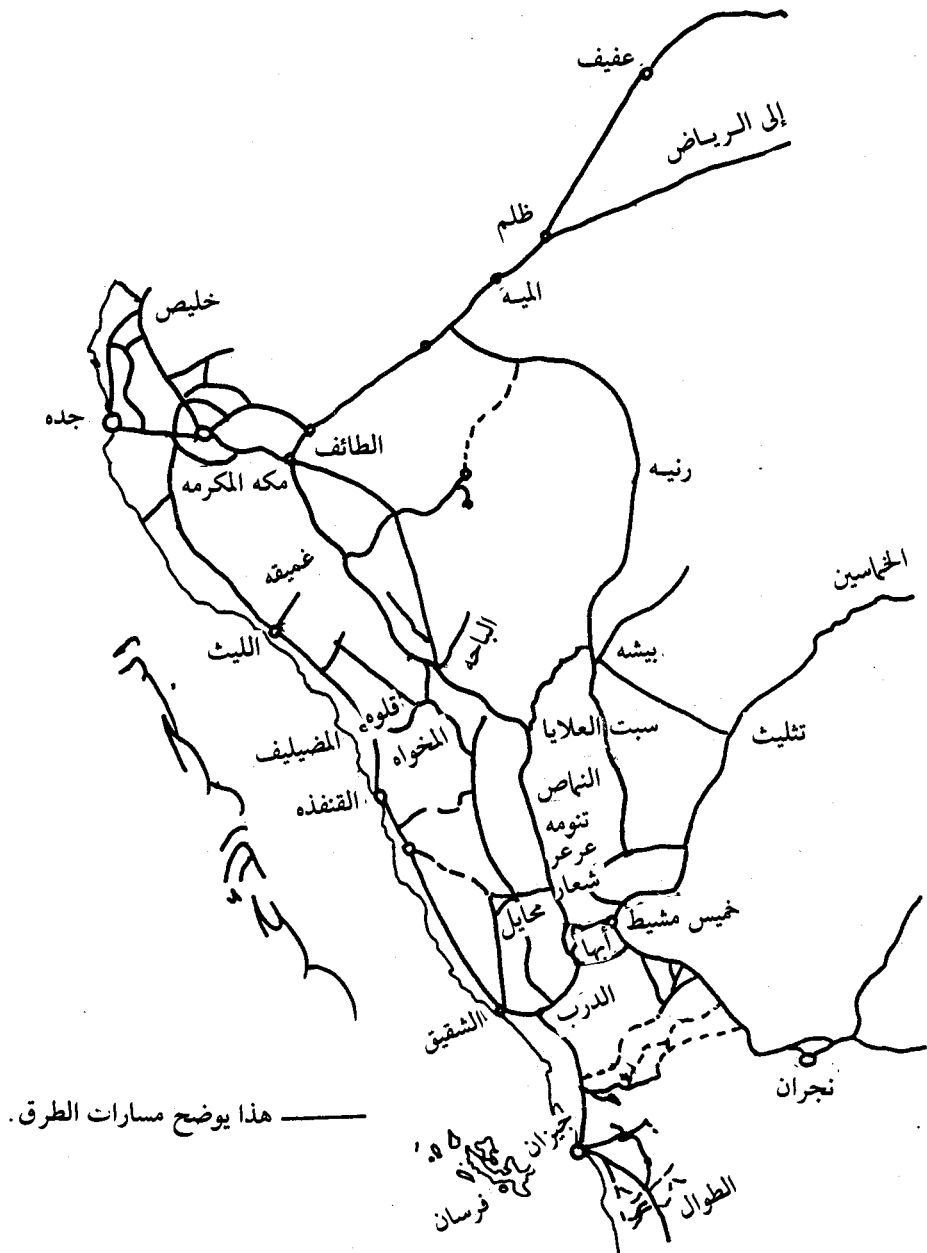 عفيف
إلى الرياض
ظلم
الميه
خليص
جده
الطائف
مكه المكرمه
رنيه
غميقه
الخماسين
الليث
الباحه
بيشه
قلوه
المخواه
المضيليف
سبت العلايا
تثليث
القنفذه
النماص
تنومه
عرعر
شعار
محايل
خميس مشيط
أبها
الدرب
الشقيق
نجران
هذا يوضح مسارات الطرق.
جيزان
فرسان
الطوال